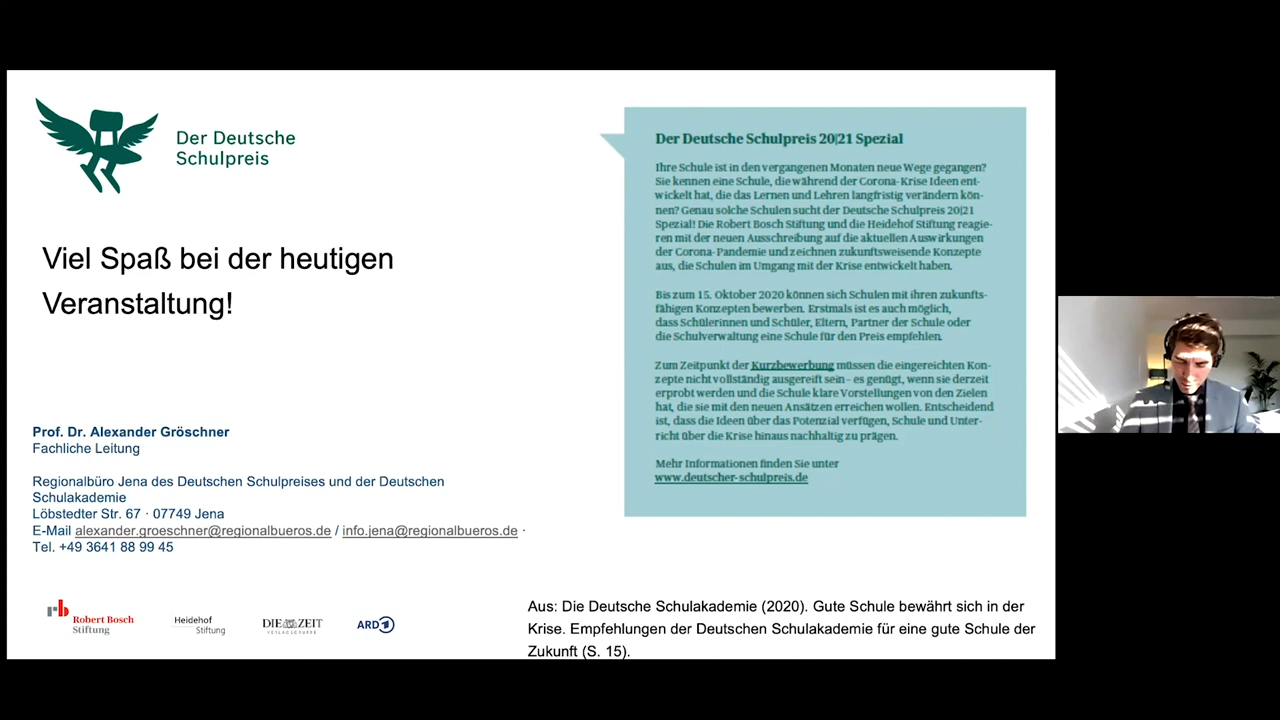 Der Deutsche
Schulpreis
Viel Spaß bei der heutigen
Veranstaltung!
Prof. Dr. Alexander Gröschner
Fachliche Leitung
Regionalbüro Jena des Deutschen Schulpreises und der Deutschen
Schulakademie
Löbstedter Str. 67 · 07749 Jena
E-Mail alexander.groeschner@regionalbueros.de / info.jena@regionalbueros.de ·
Tel. +49 3641 88 99 45
rb
Robert Bosch
Stiftung
Heidehof
Stiftung
DIE ZEIT
VERLAGSGRUPPE
ARD 1
Der Deutsche Schulpreis 20|21 Spezial
Ihre Schule ist in den vergangenen Monaten neue Wege gegangen?
Sie kennen eine Schule, die während der Corona-Krise Ideen ent-
wickelt hat, die das Lernen und Lehren langfristig verändern kön-
nen? Genau solche Schulen sucht der Deutsche Schulpreis 20|21
Spezial! Die Robert Bosch Stiftung und die Heidehof Stiftung reagie-
ren mit der neuen Ausschreibung auf die aktuellen Auswirkungen
der Corona-Pandemie und zeichnen zukunftsweisende Konzepte
aus, die Schulen im Umgang mit der Krise entwickelt haben.
Bis zum 15. Oktober 2020 können sich Schulen mit ihren zukunfts-
fähigen Konzepten bewerben. Erstmals ist es auch möglich,
dass Schülerinnen und Schüler, Eltern, Partner der Schule oder
die Schulverwaltung eine Schule für den Preis empfehlen.
Zum Zeitpunkt der Kurzbewerbung müssen die eingereichten Kon-
zepte nicht vollständig ausgereift sein – es genügt, wenn sie derzeit
erprobt werden und die Schule klare Vorstellungen von den Zielen
hat, die sie mit den neuen Ansätzen erreichen wollen. Entscheidend
ist, dass die Ideen über das Potenzial verfügen, Schule und Unter-
richt über die Krise hinaus nachhaltig zu prägen.
Mehr Informationen finden Sie unter
www.deutscher-schulpreis.de
Aus: Die Deutsche Schulakademie (2020). Gute Schule bewährt sich in der
Krise. Empfehlungen der Deutschen Schulakademie für eine gute Schule der
Zukunft (S. 15).